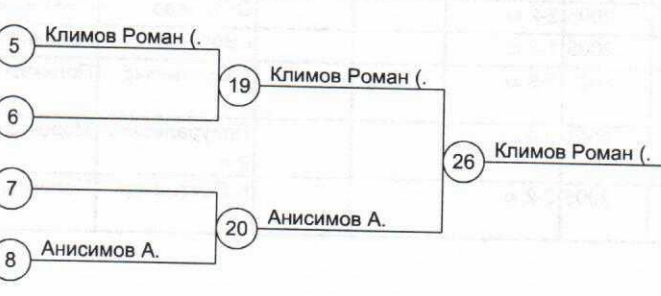 5 Климов Роман (.
19 Климов Роман (.
6
26 Климов Роман (.
7
20 Анисимов А.
8 Анисимов А.